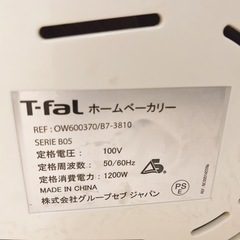 T-fal ホームベーカリー
REF : OW600370/B7-3810
SERIE B05
定格電圧： 100V
定格周波数： 50/60Hz
定格消費電力： 1200W
MADE IN CHINA
株式会社グループセブ ジャパン
PS
E